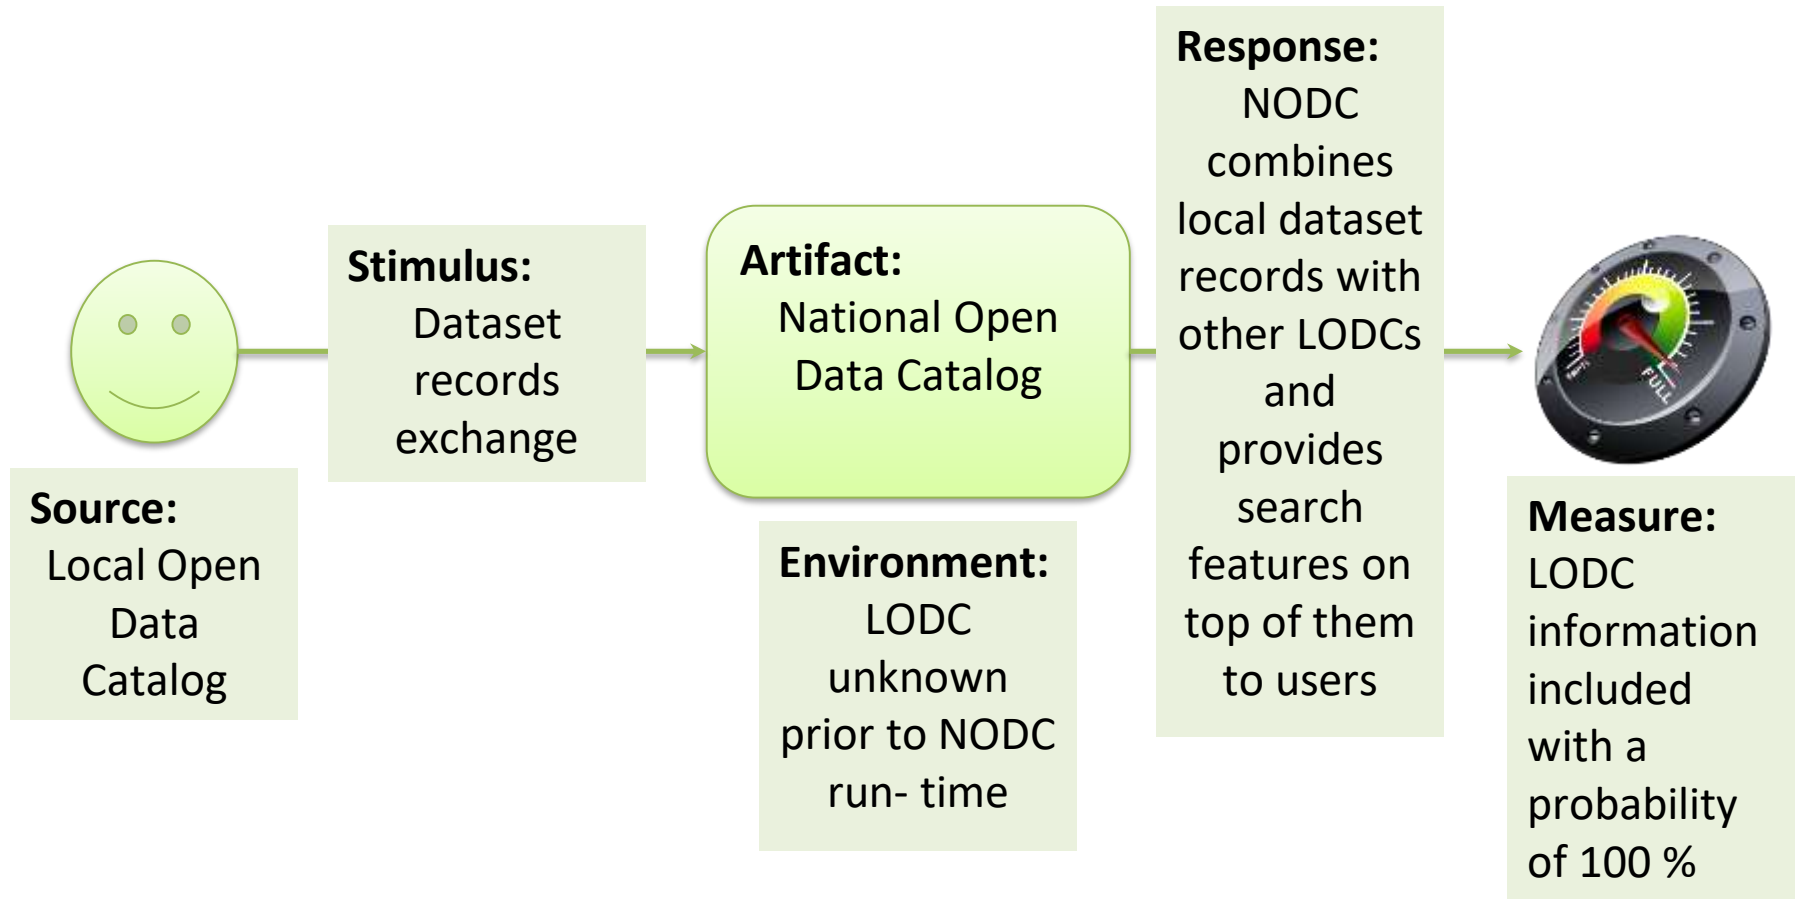 Source:
Local Open
Data
Catalog
Stimulus:
Dataset
records
exchange
Artifact:
National Open
Data Catalog
Environment:
LODC
unknown
prior to NODC
run- time
Response:
NODC
combines
local dataset
records with
other LODCs
and
provides
search
features on
top of them
to users
FULL
Measure:
LODC
information
included
with a
probability
of 100 %